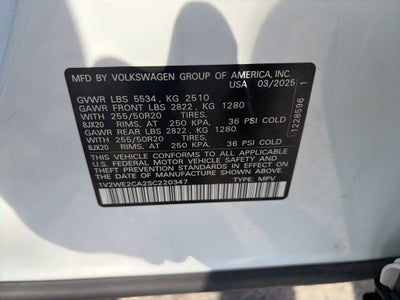 MFD BY VOLKSWAGEN GROUP OF AMERICA, INC.
USA 03/2025
GVWR LBS 5534, KG 2510
GAWR FRONT LBS 2822, KG 1280
WITH 255/50R20 TIRES,
8JX20 RIMS, AT 250 KPA, 36 PSI COLD
GAWR REAR LBS 2822, KG 1280
WITH 255/50R20 TIRES,
8JX20 RIMS, AT 250 KPA, 36 PSI COLD
THIS VEHICLE CONFORMS TO ALL APPLICABLE
U.S. FEDERAL MOTOR VEHICLE SAFETY AND
THEFT PREVENTION STANDARDS IN EFFECT ON
THE DATE OF MANUFACTURE SHOWN ABOVE.
1V2WE2CA2SC220347 TYPE: MPV
1228596 1